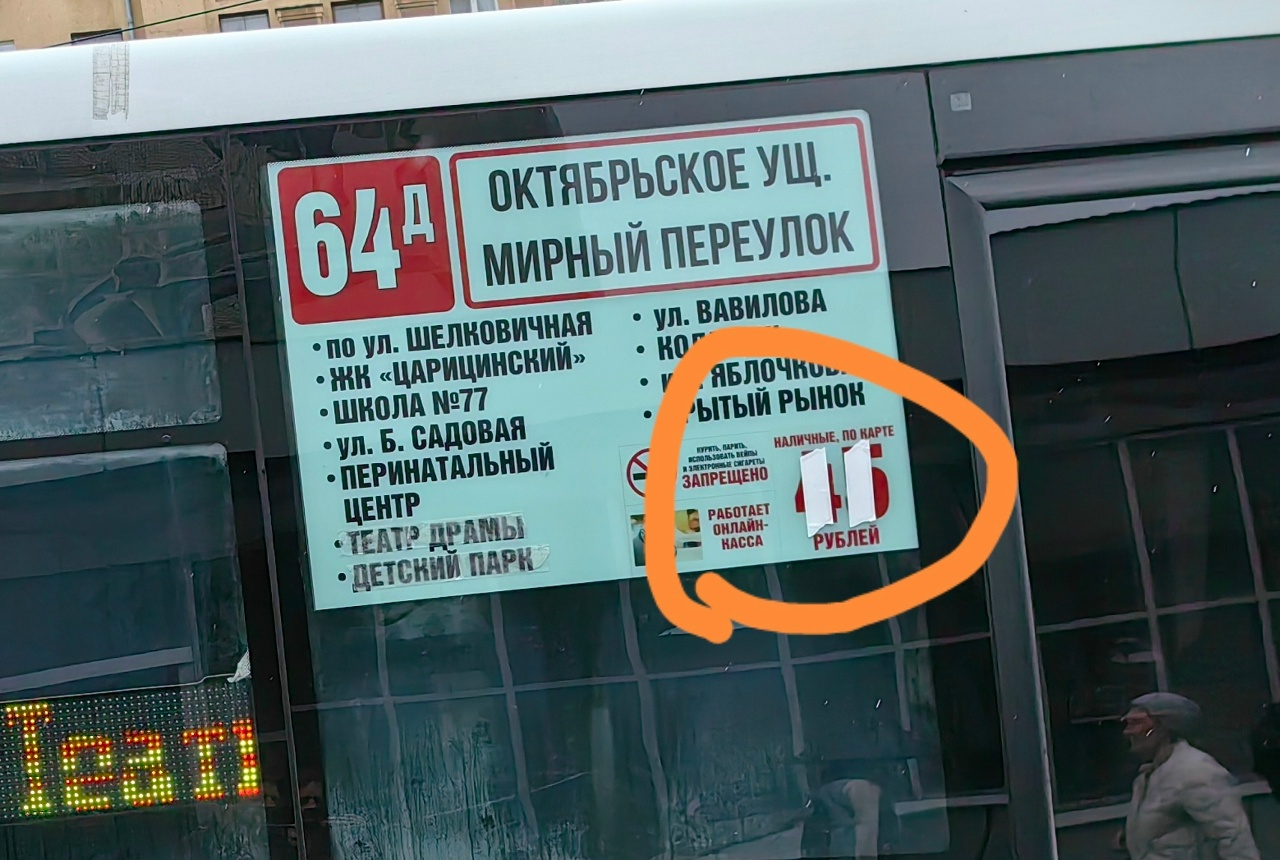 64д
ОКТЯБРЬСКОЕ УЩ.
МИРНЫЙ ПЕРЕУЛОК
• ПО УЛ. ШЕЛКОВИЧНАЯ
• ЖК «ЦАРИЦИНСКИЙ»
• ШКОЛА №77
• УЛ. Б. САДОВАЯ
• ПЕРИНАТАЛЬНЫЙ
ЦЕНТР
• ТЕАТР ДРАМЫ
• ДЕТСКИЙ ПАРК
• УЛ. ВАВИЛОВА
•
• ЯБЛОЧКОВА
• РЫТЫЙ РЫНОК
КУРИТЬ, ПАРИТЬ,
ИСПОЛЬЗОВАТЬ ВЕЙПЫ
И ЭЛЕКТРОННЫЕ СИГАРЕТЫ
ЗАПРЕЩЕНО
РАБОТАЕТ
ОНЛАЙН-
КАССА
НАЛИЧНЫЕ, ПО КАРТЕ
РУБЛЕЙ
Теат